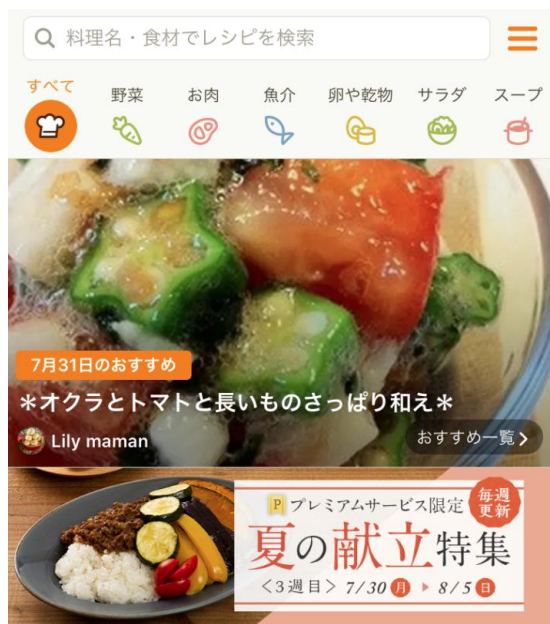 料理名・食材でレシピを検索
すべて
野菜
お肉
魚介
卵や乾物
サラダ
スープ
7月31日のおすすめ
＊オクラとトマトと長いものさっぱり和え＊
Lily maman
おすすめ一覧
P プレミアムサービス限定
毎週
更新
夏の献立特集
＜3週目＞ 7/30 月 ▶ 8/5 日